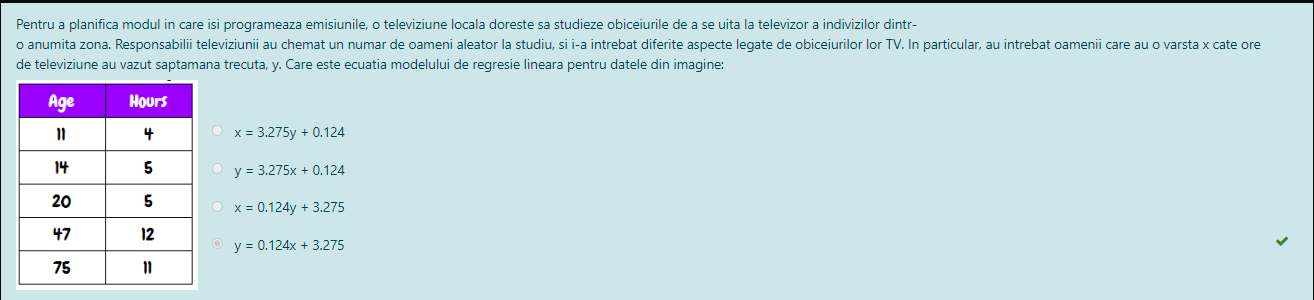 Pentru a planifica modul in care isi programeaza emisiunile, o televiziune locala doreste sa studieze obiceiurile de a se uita la televizor a indivizilor dintr-
o anumita zona. Responsabilii televiziunii au chemat un numar de oameni aleator la studiu, si i-a intrebat diferite aspecte legate de obiceiurilor lor TV. In particular, au intrebat oamenii care au o varsta x cate ore
de televiziune au vazut saptamana trecuta, y. Care este ecuatia modelului de regresie lineara pentru datele din imagine:
Age Hours
11 4
14 5
20 5
47 12
75 11
x = 3.275y + 0.124
y = 3.275x + 0.124
x = 0.124y + 3.275
y = 0.124x + 3.275